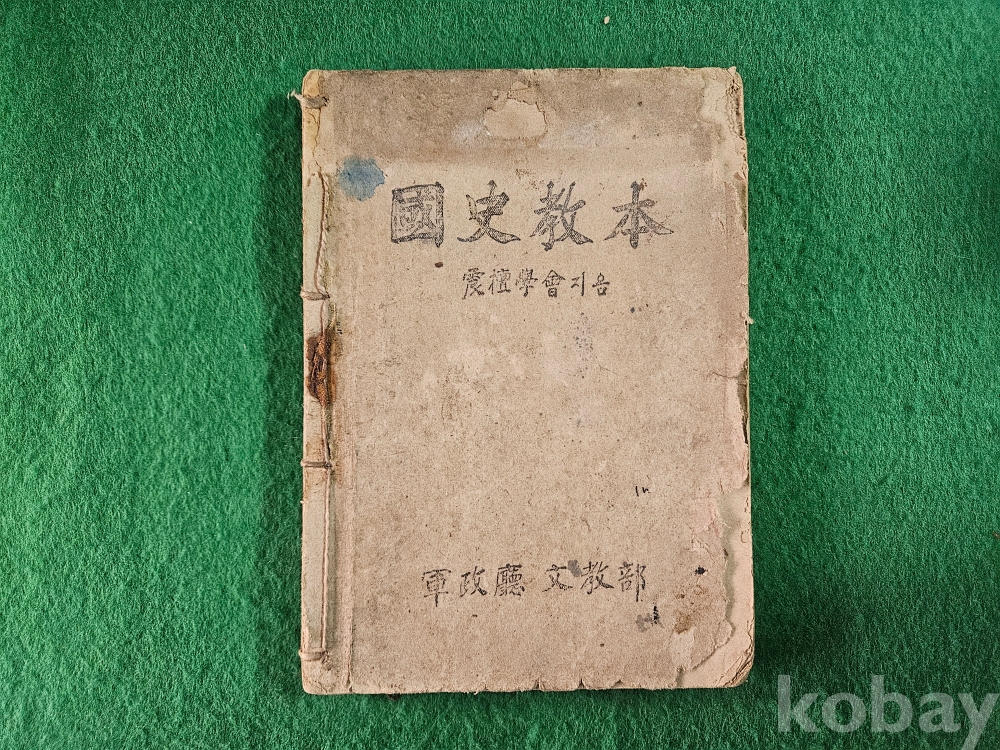 國史教本
震檀學會지음
軍政廳 文教部
kobay